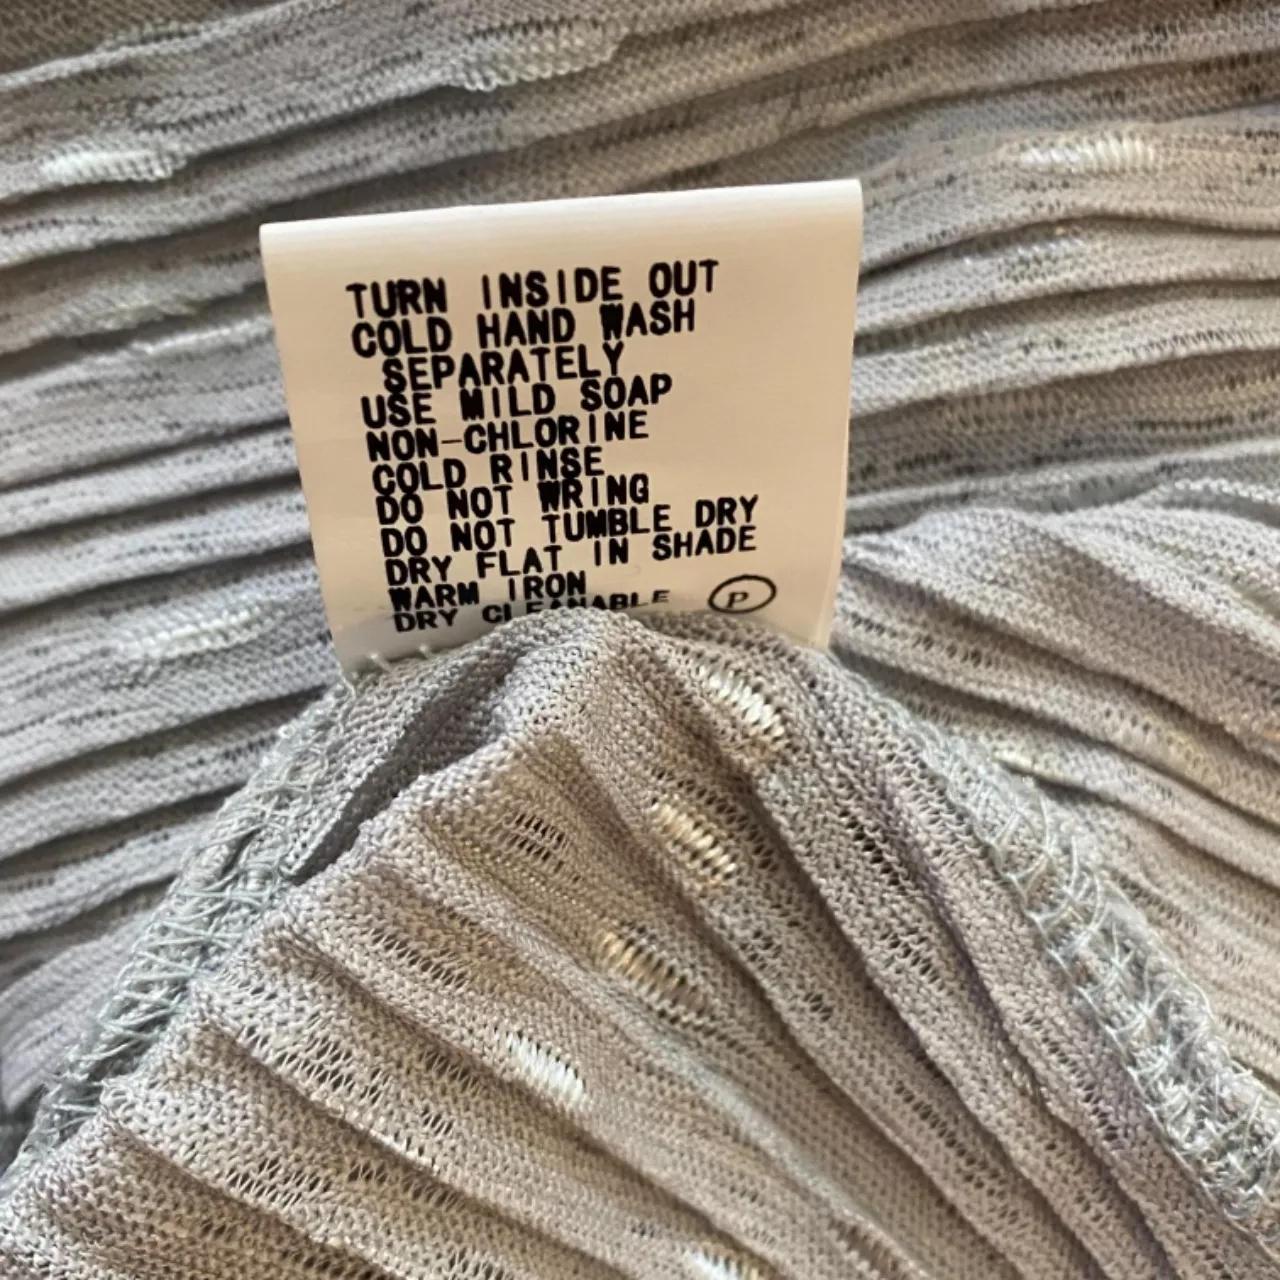 TURN INSIDE OUT
COLD HAND WASH
SEPARATELY
USE MILD SOAP
NON-CHLORINE
COLD RINSE
DO NOT WRING
DO NOT TUMBLE DRY
DRY FLAT IN SHADE
WARM IRON
DRY CLEANABLE P